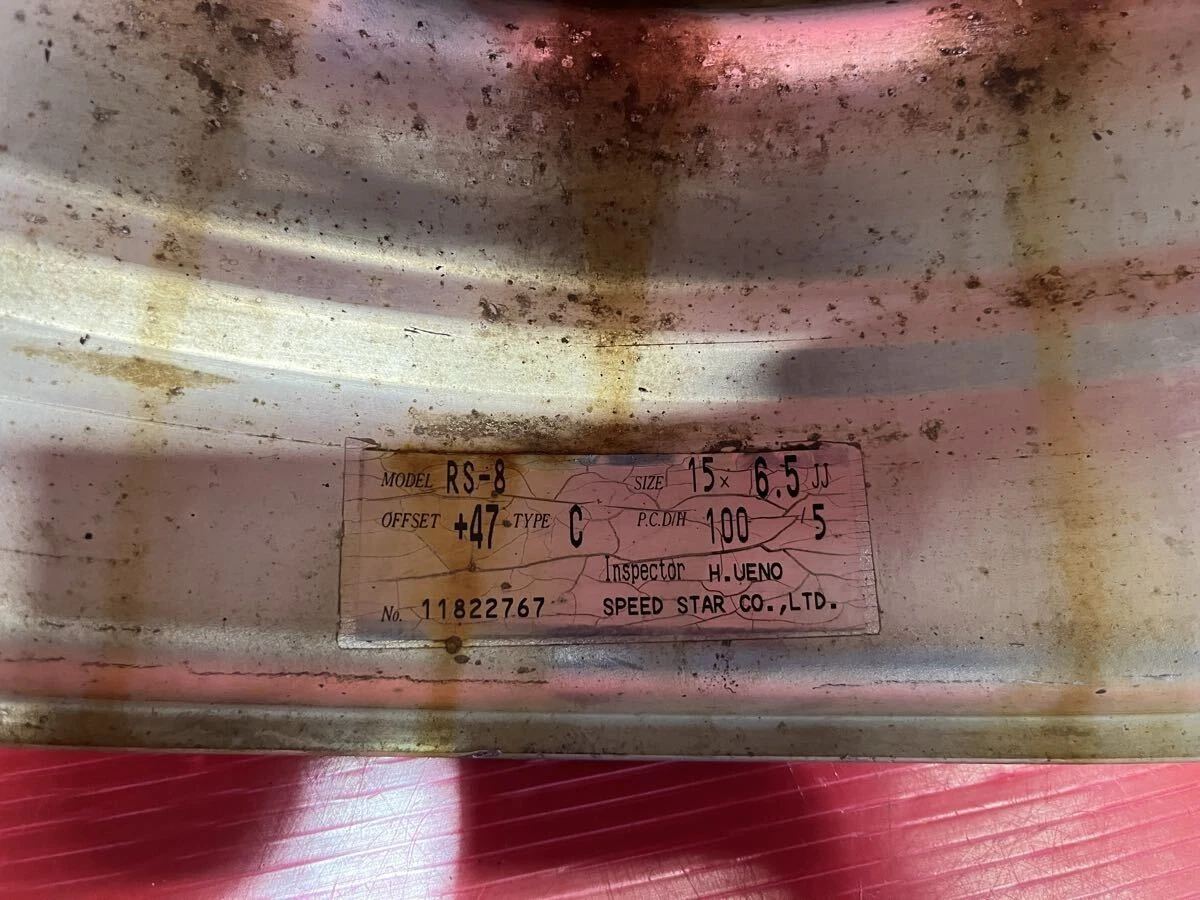 MODEL RS-8 SIZE 15× 6.5 JJ
OFFSET +47 TYPE C P.C.D/H 100 /5
Inspector H.UENO
No. 11822767 SPEED STAR CO.,LTD.